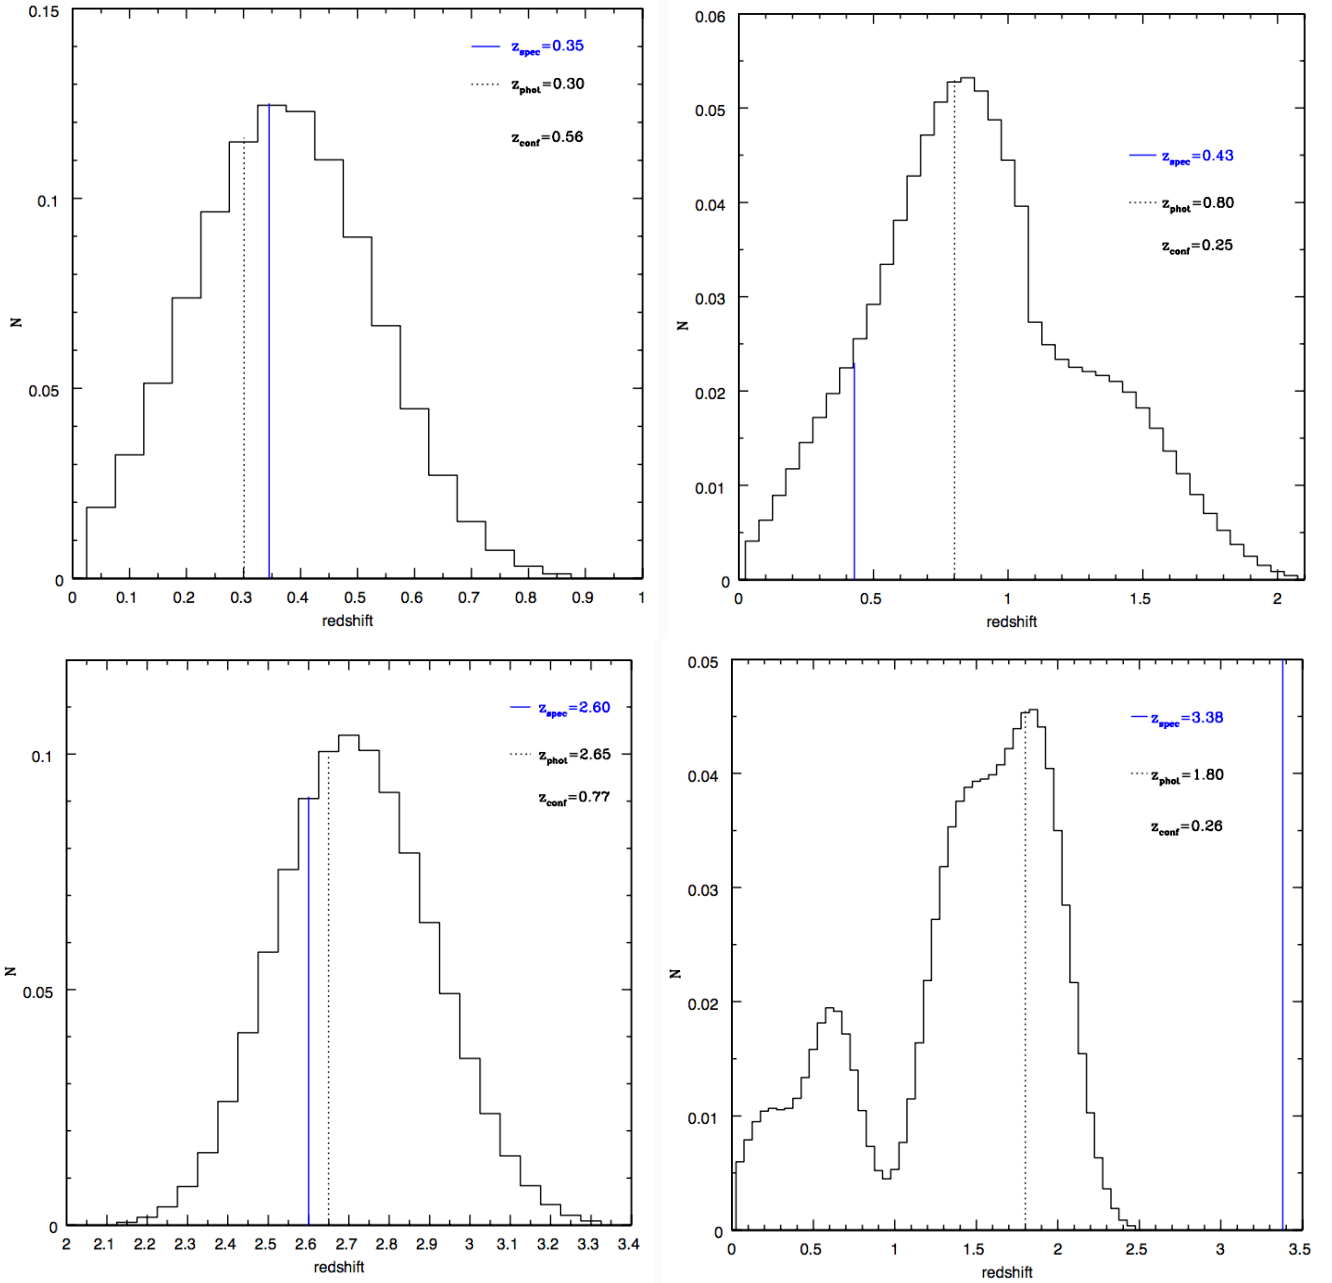 0.15
0.1
0.05
0
N
z_spec=0.35
z_phot=0.30
z_conf=0.56
0 0.1 0.2 0.3 0.4 0.5 0.6 0.7 0.8 0.9 1
redshift
0.06
0.05
0.04
0.03
0.02
0.01
0
N
z_spec=0.43
z_phot=0.80
z_conf=0.25
0 0.5 1 1.5 2
redshift
0.1
0.05
0
N
z_spec=2.60
z_phot=2.65
z_conf=0.77
2 2.1 2.2 2.3 2.4 2.5 2.6 2.7 2.8 2.9 3 3.1 3.2 3.3 3.4
redshift
0.05
0.04
0.03
0.02
0.01
0
N
z_spec=3.38
z_phot=1.80
z_conf=0.26
0 0.5 1 1.5 2 2.5 3 3.5
redshift